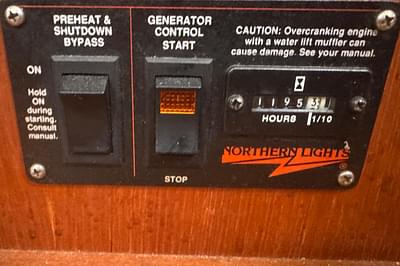 PREHEAT &
SHUTDOWN
BYPASS
ON
Hold
ON
during
starting.
Consult
manual.
GENERATOR
CONTROL
START
STOP
CAUTION: Overcranking engine
with a water lift muffler can
cause damage. See your manual.
1195
HOURS 1/10
NORTHERN LIGHTS